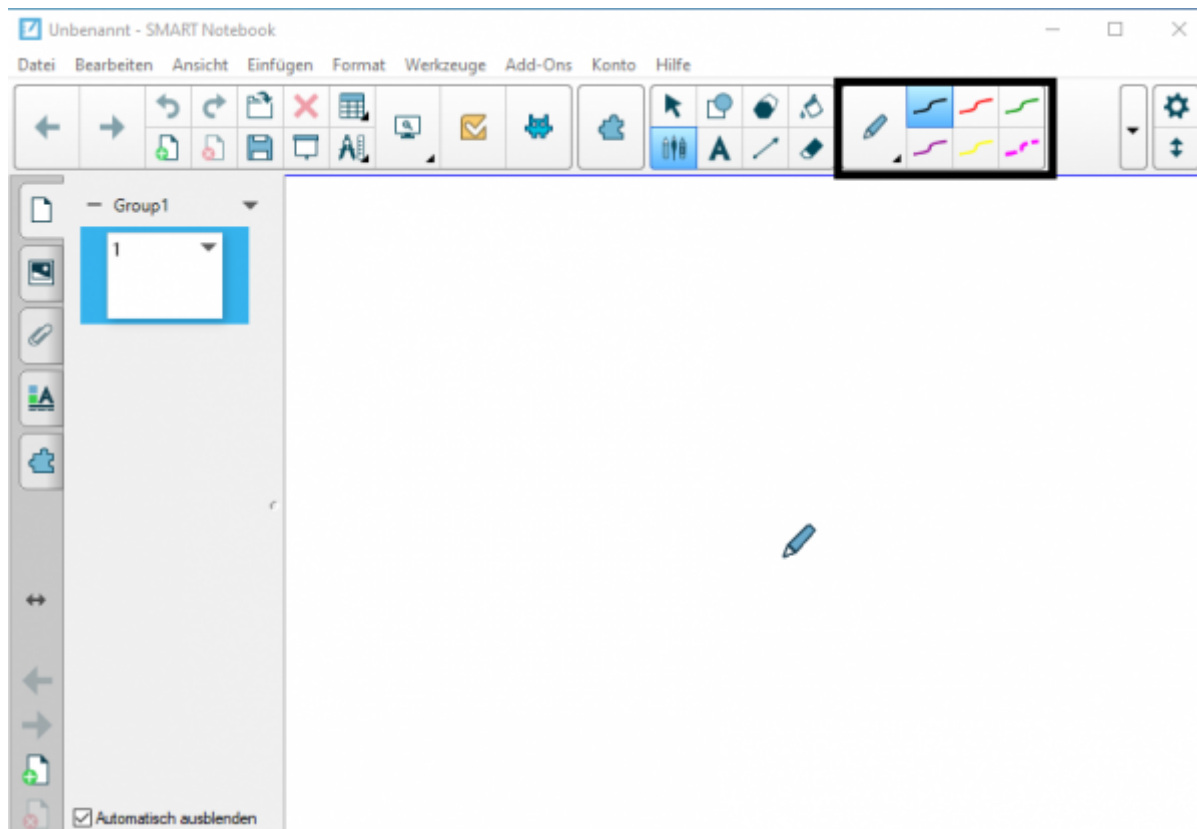 Unbenannt - SMART Notebook
Datei Bearbeiten Ansicht Einfügen Format Werkzeuge Add-Ons Konto Hilfe
Group1
1
Automatisch ausblenden